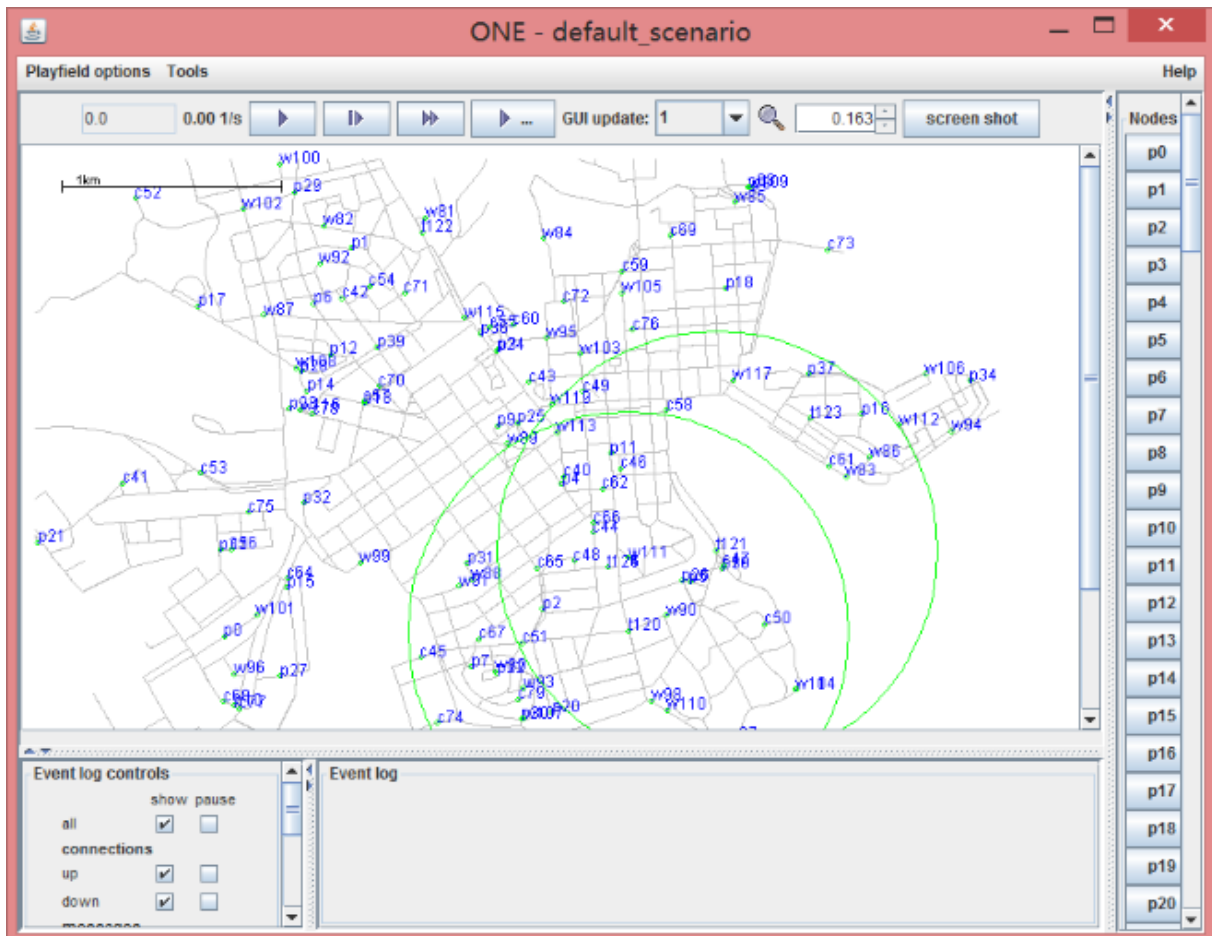 ONE - default_scenario
Playfield options Tools Help
0.0 0.00 1/s ... GUI update: 1 0.163 screen shot
Nodes
p0
p1
p2
p3
p4
p5
p6
p7
p8
p9
p10
p11
p12
p13
p14
p15
p16
p17
p18
p19
p20
1km
w100
c52
p29
w102
w82
w81
t122
p1
w92
w84
c69
w85
c73
c59
c54
c42
c71
p6
p17
w87
c72
w105
p18
w115
c60
c76
w95
p24
w103
p39
p12
p14
c70
c43
c49
w119
w117
p37
w106
p34
c58
t123
p16
w112
w94
p9
p25
w89
w113
p11
c46
c40
p4
c62
c61
w86
w83
c53
c41
c75
p32
p21
c66
c44
w99
p31
w88
w91
c65
c48
w111
t121
c64
p15
w101
p2
w90
c50
p8
t120
c67
c51
c45
p7
w96
p27
w93
c79
w98
w110
c74
Event log controls
show pause
all
connections
up
down
Event log